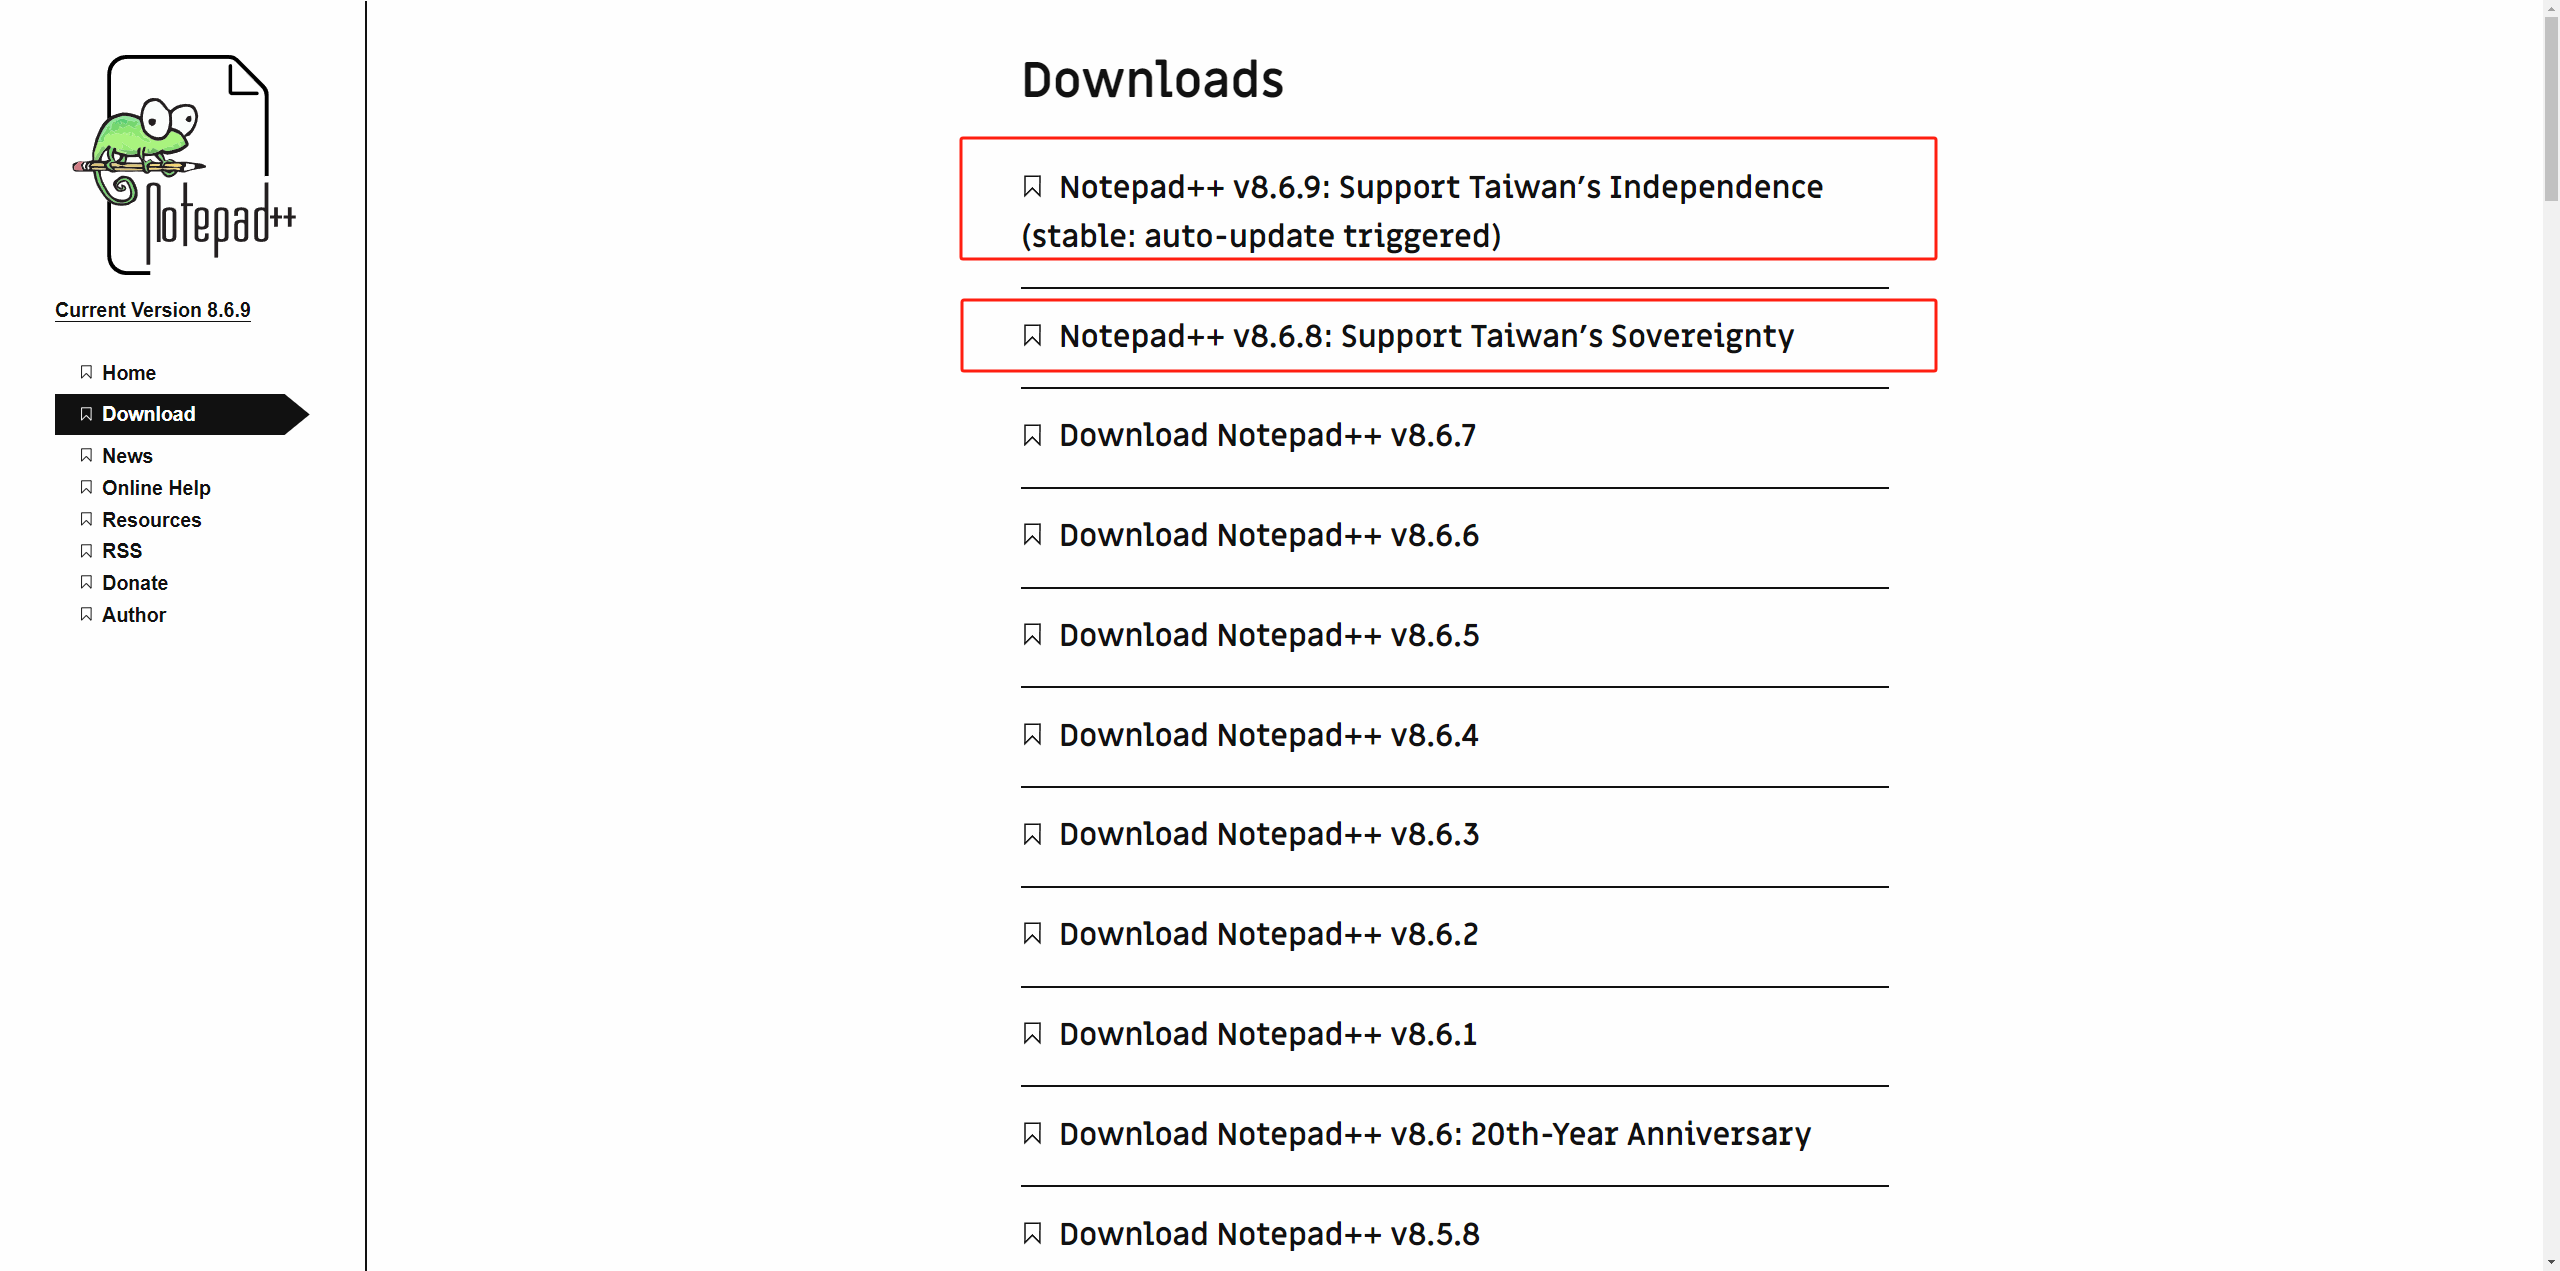 Notepad++
Current Version 8.6.9
Home
Download
News
Online Help
Resources
RSS
Donate
Author
Downloads
Notepad++ v8.6.9: Support Taiwan’s Independence
(stable: auto-update triggered)
Notepad++ v8.6.8: Support Taiwan’s Sovereignty
Download Notepad++ v8.6.7
Download Notepad++ v8.6.6
Download Notepad++ v8.6.5
Download Notepad++ v8.6.4
Download Notepad++ v8.6.3
Download Notepad++ v8.6.2
Download Notepad++ v8.6.1
Download Notepad++ v8.6: 20th-Year Anniversary
Download Notepad++ v8.5.8